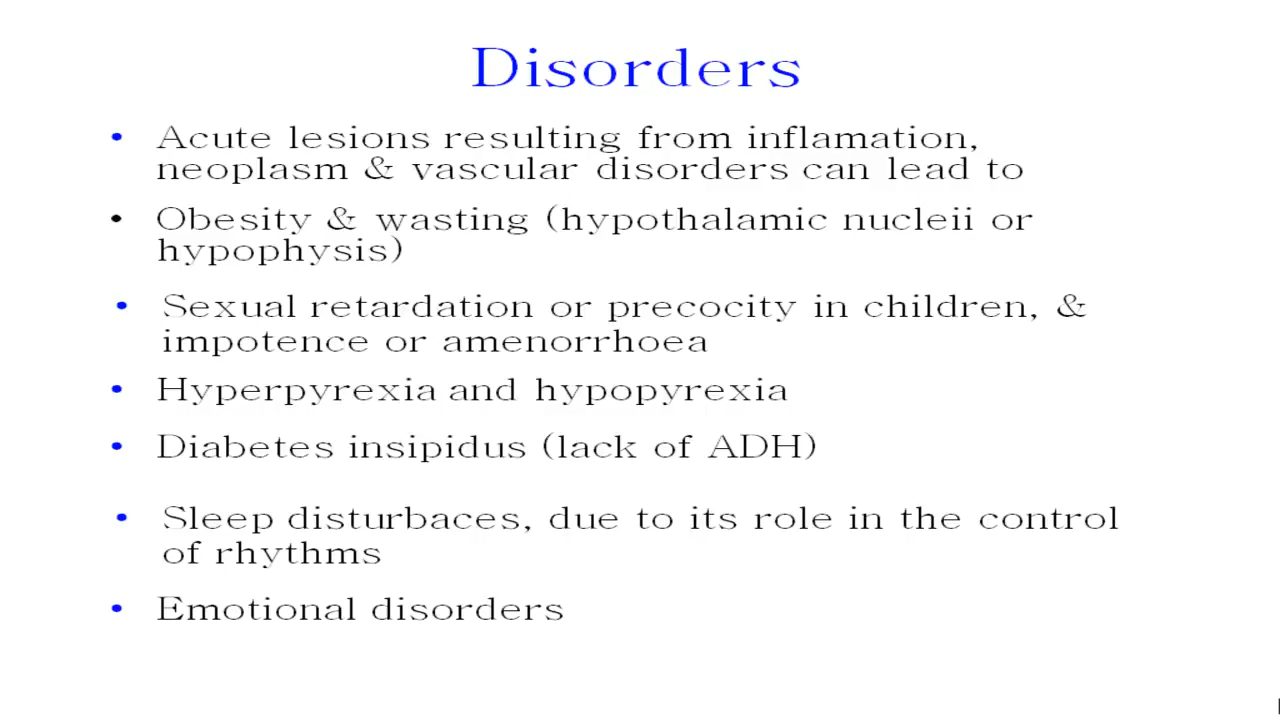 Disorders
• Acute lesions resulting from inflamation,
neoplasm & vascular disorders can lead to
• Obesity & wasting (hypothalamic nucleii or
hypophysis)
• Sexual retardation or precocity in children, &
impotence or amenorrhoea
• Hyperpyrexia and hypopyrexia
• Diabetes insipidus (lack of ADH)
• Sleep disturbaces, due to its role in the control
of rhythms
• Emotional disorders